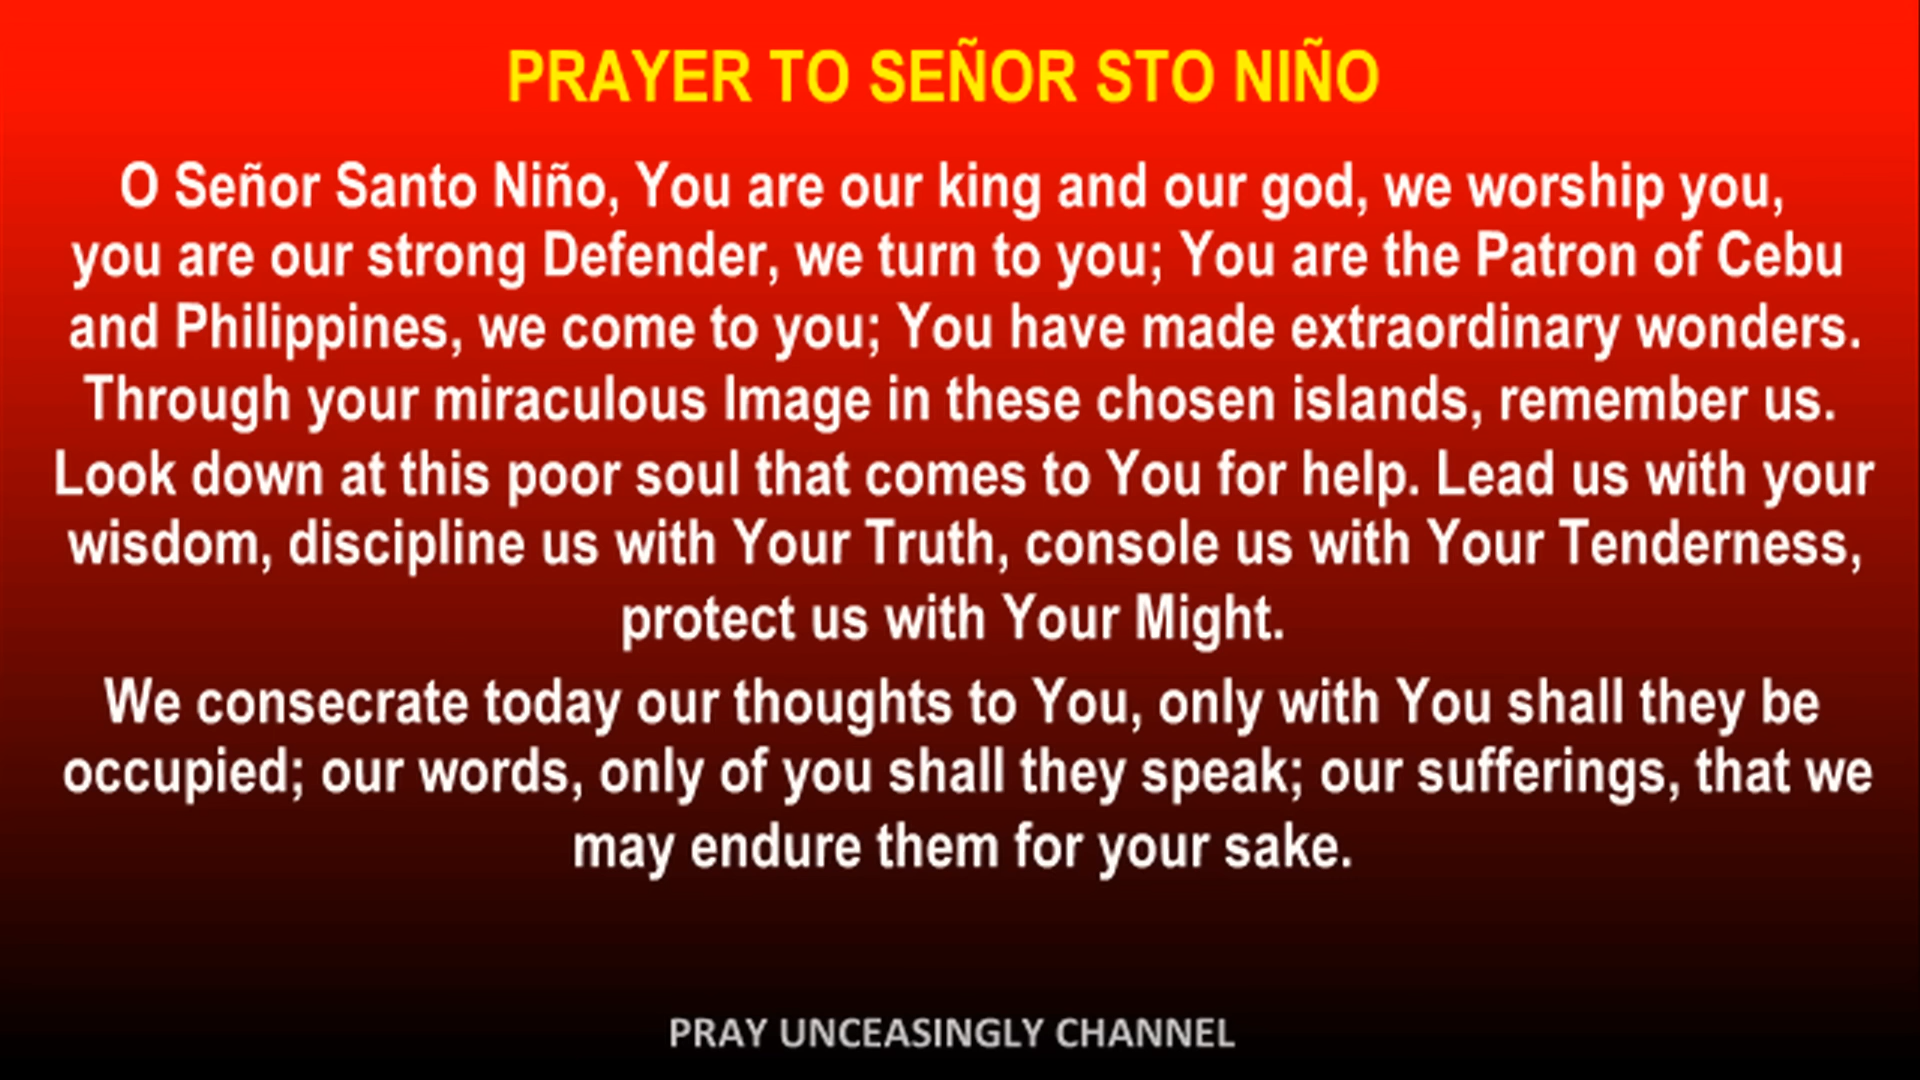 PRAYER TO SEÑOR STO NIÑO
O Señor Santo Niño, You are our king and our god, we worship you,
you are our strong Defender, we turn to you; You are the Patron of Cebu
and Philippines, we come to you; You have made extraordinary wonders.
Through your miraculous Image in these chosen islands, remember us.
Look down at this poor soul that comes to You for help. Lead us with your
wisdom, discipline us with Your Truth, console us with Your Tenderness,
protect us with Your Might.
We consecrate today our thoughts to You, only with You shall they be
occupied; our words, only of you shall they speak; our sufferings, that we
may endure them for your sake.
PRAY UNCEASINGLY CHANNEL